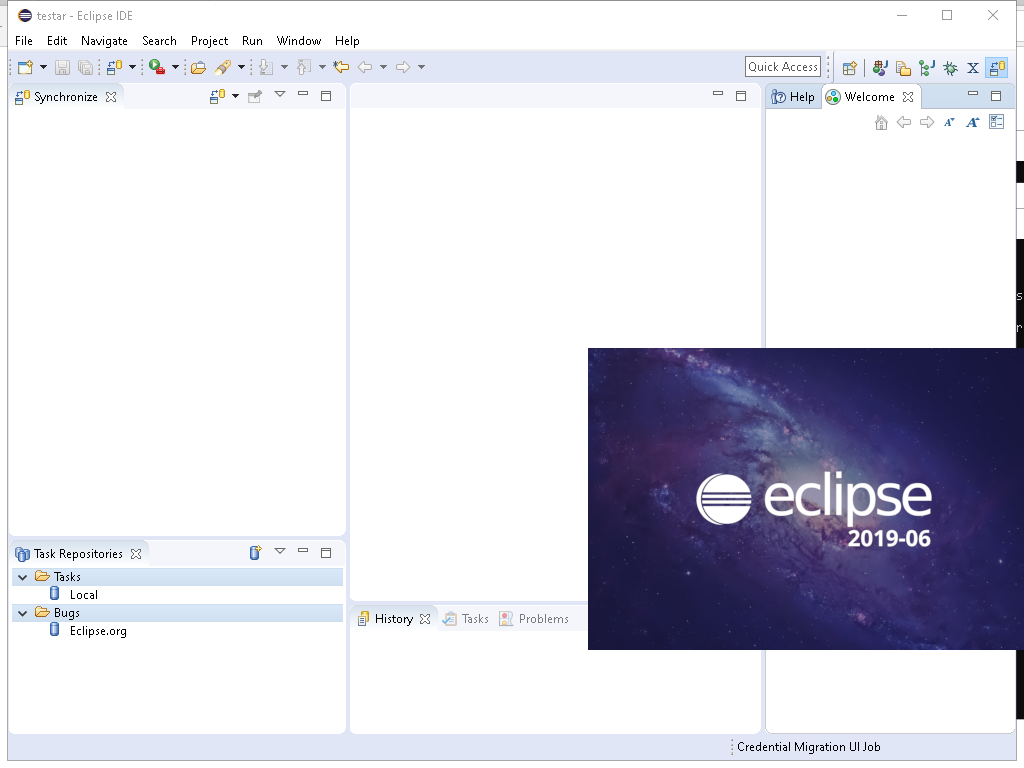 testar - Eclipse IDE
File Edit Navigate Search Project Run Window Help
Quick Access
Synchronize
Help Welcome
eclipse
2019-06
Task Repositories
Tasks
Local
Bugs
Eclipse.org
History Tasks Problems
Credential Migration UI Job